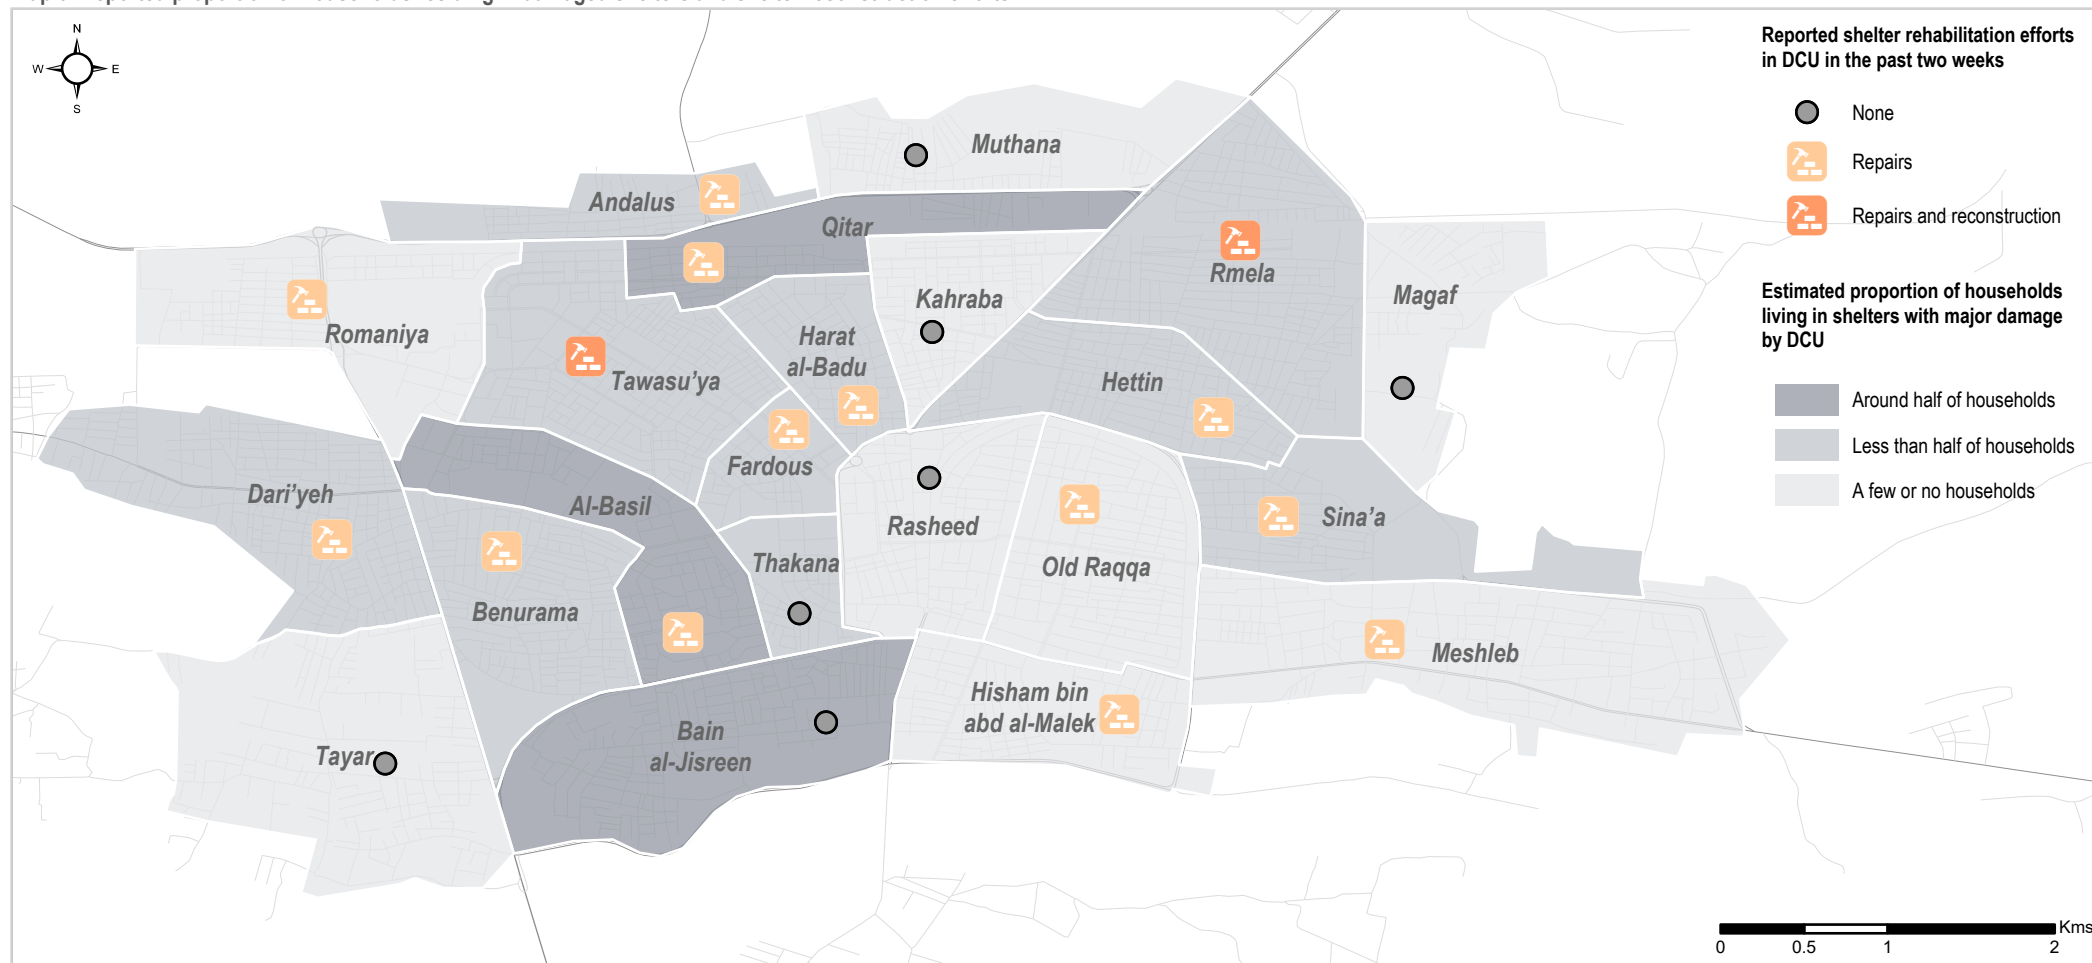 N
W E
S
Reported shelter rehabilitation efforts
in DCU in the past two weeks
None
Repairs
Repairs and reconstruction
Estimated proportion of households
living in shelters with major damage
by DCU
Around half of households
Less than half of households
A few or no households
Muthana
Andalus
Qitar
Rmela
Magaf
Kahraba
Romaniya
Harat
al-Badu
Tawasu'ya
Hettin
Fardous
Dari'yeh
Al-Basil
Rasheed
Sina'a
Thakana
Old Raqqa
Benurama
Meshleb
Hisham bin
abd al-Malek
Bain
al-Jisreen
Tayar
Kms
0 0.5 1 2